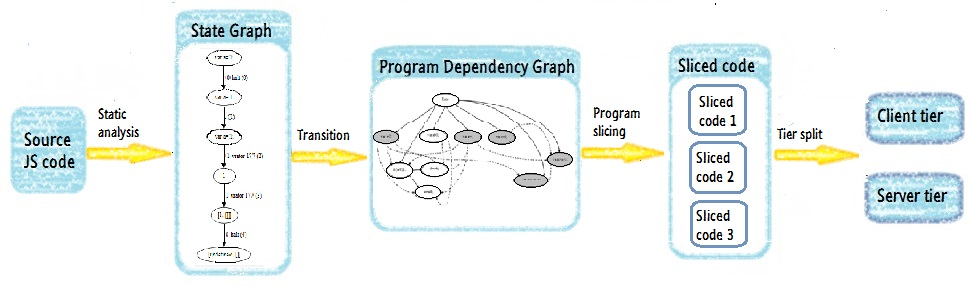 State Graph
Program Dependency Graph
Sliced code
Source
JS code
Static
analysis
Transition
Program
slicing
Sliced
code 1
Sliced
code 2
Sliced
code 3
Tier split
Client tier
Server tier